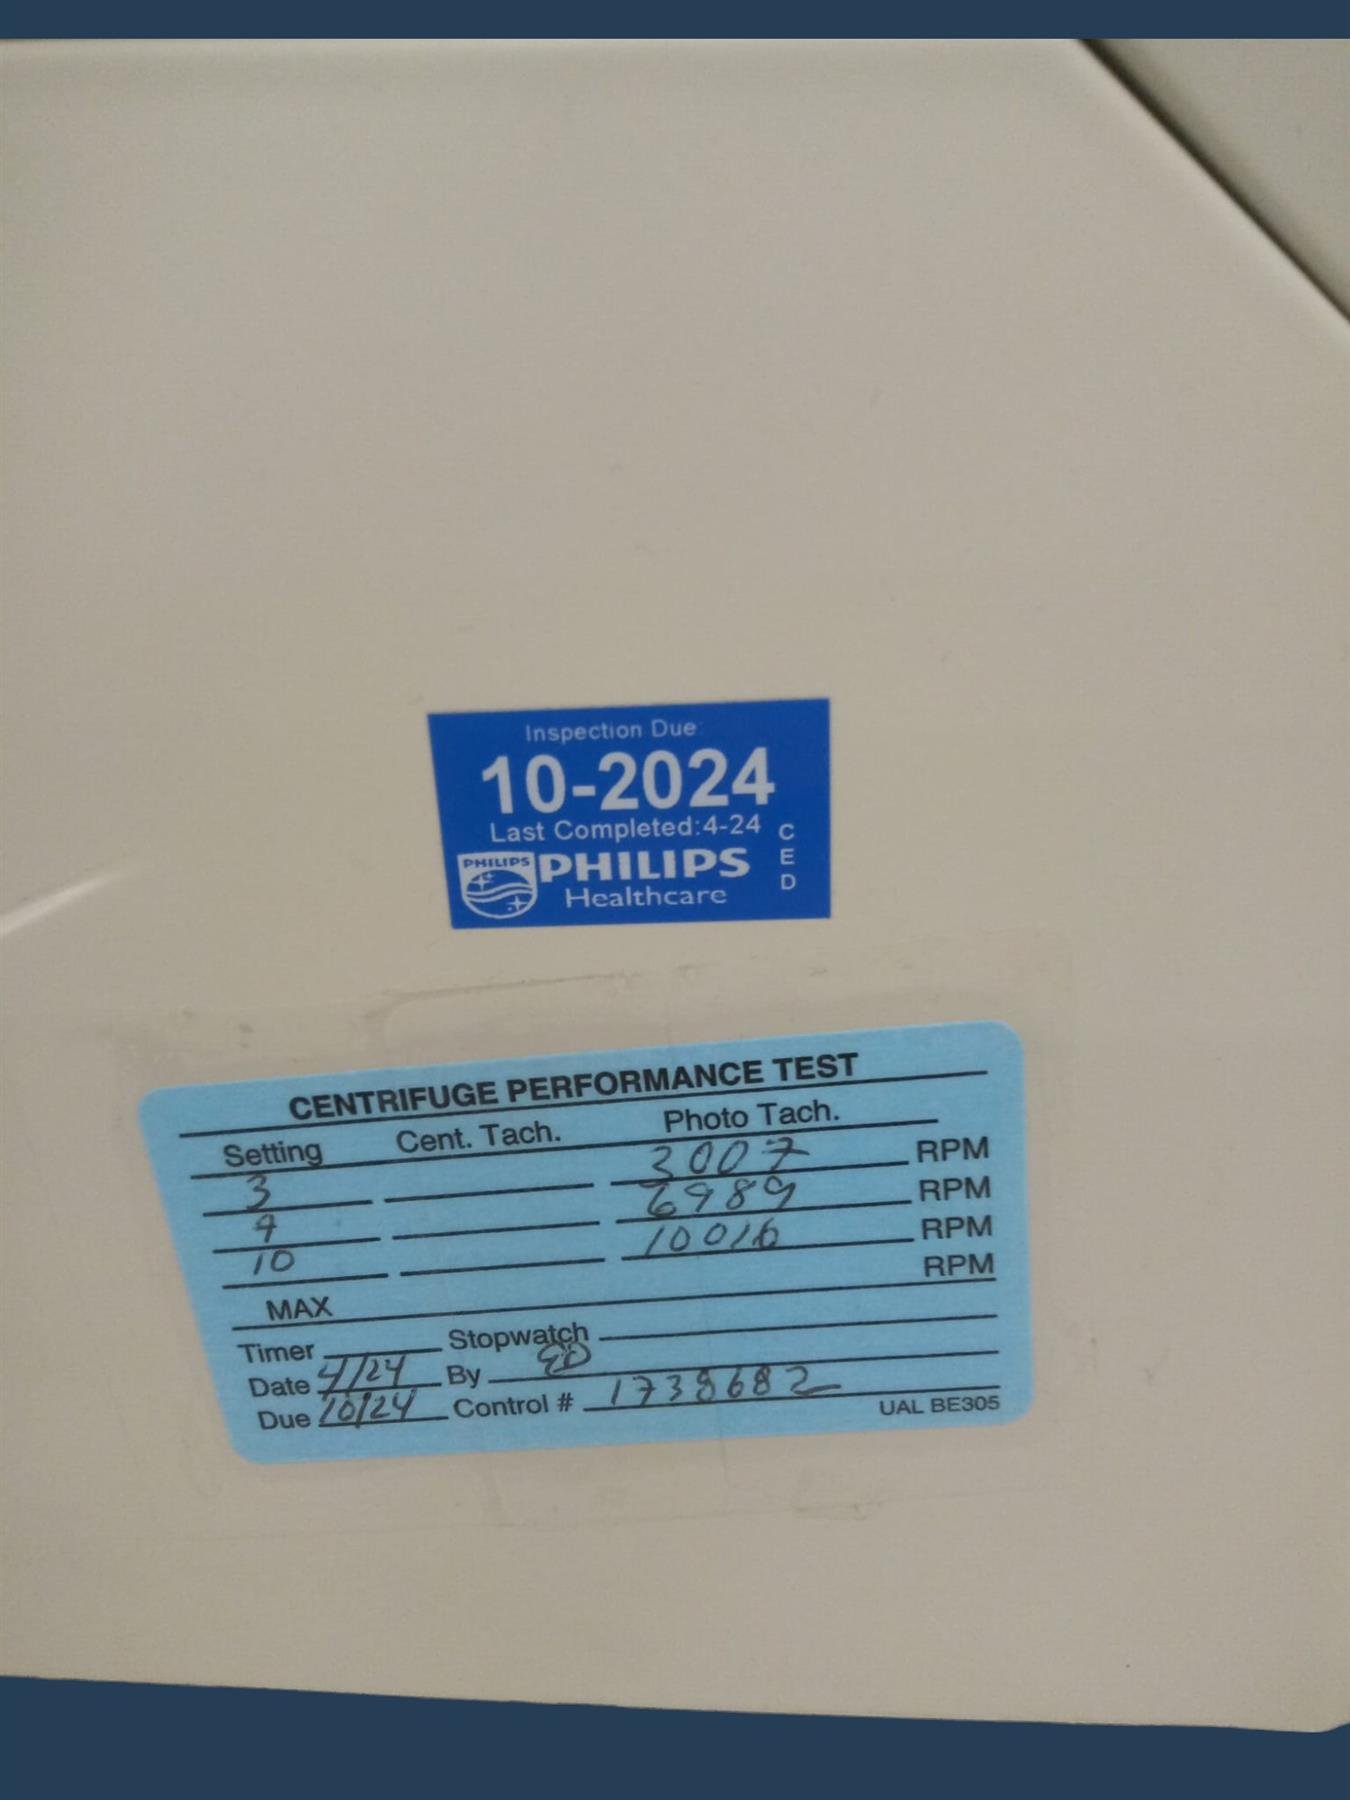 Inspection Due:
10-2024
Last Completed:4-24
CED
PHILIPS PHILIPS
Healthcare
CENTRIFUGE PERFORMANCE TEST
Setting Cent. Tach. Photo Tach.
3 3007 RPM
6989 RPM
10 10016 RPM
MAX RPM
Timer Stopwatch
Date 4/24 By
Due 10/24 Control # 1738682
UAL BE305